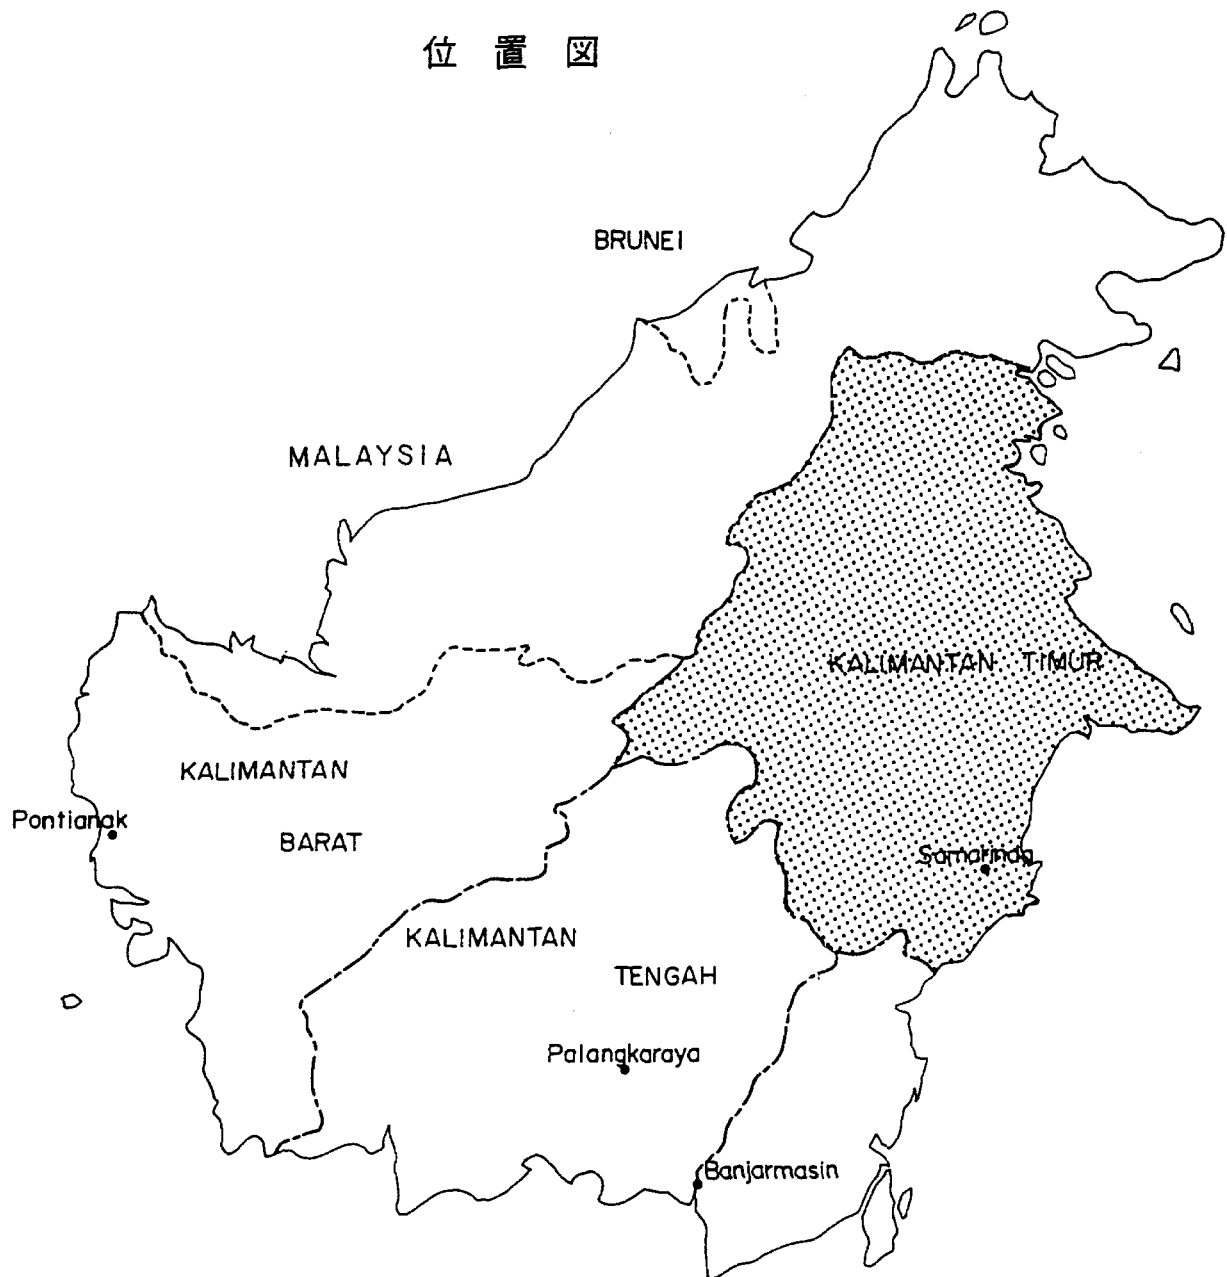 位置図
BRUNEI
MALAYSIA
KALIMANTAN TIMUR
KALIMANTAN
BARAT
Pontianak
Samarinda
KALIMANTAN
TENGAH
Palangkaraya
Banjarmasin